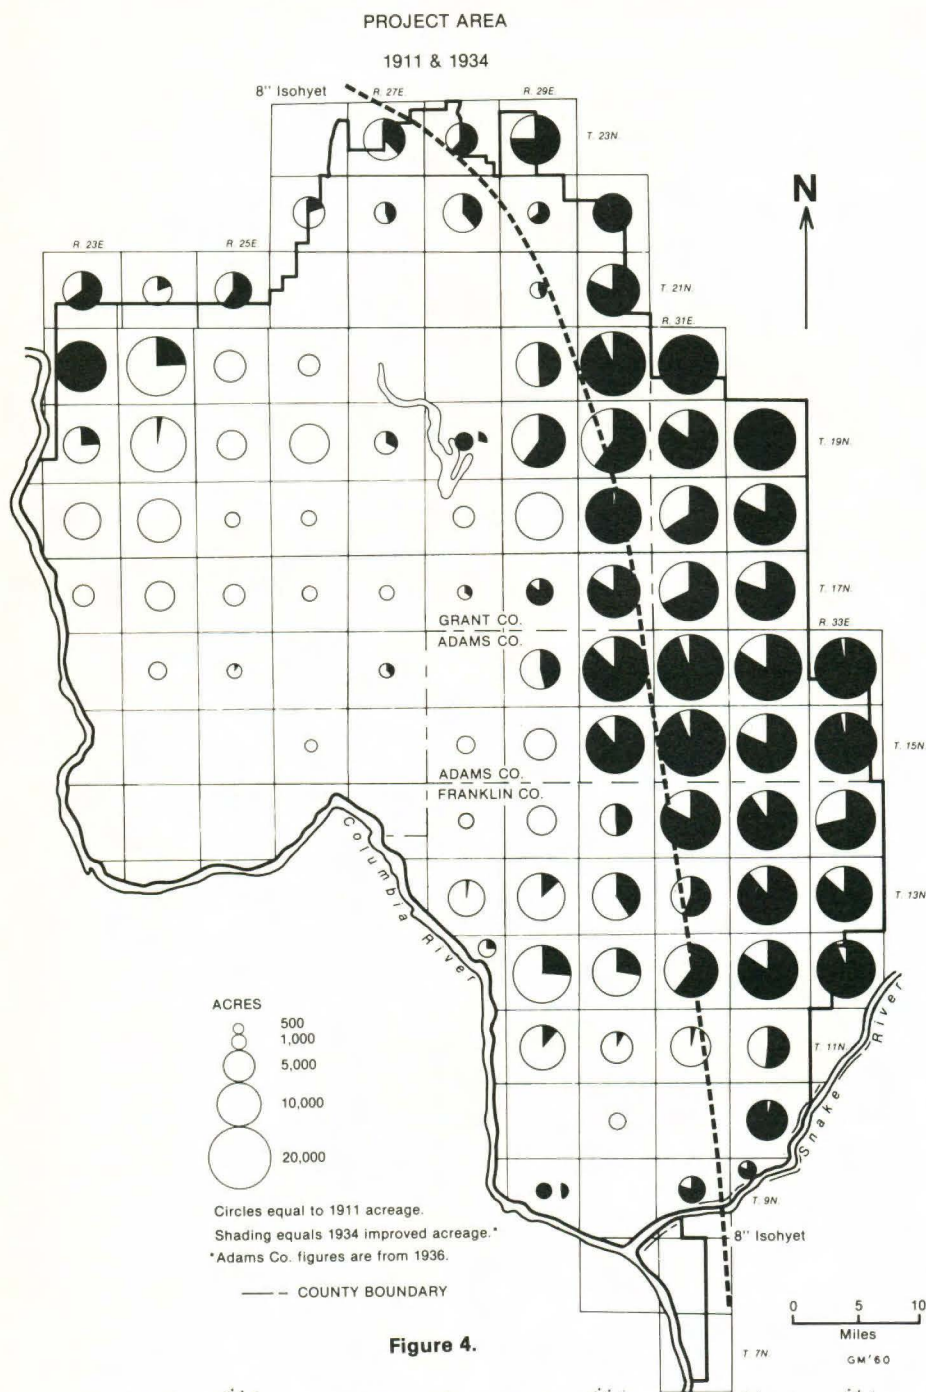 PROJECT AREA
1911 & 1934
8" Isohyet
R. 27E.
R. 29E.
T. 23N.
N
R. 23E.
R. 25E.
T. 21N.
R. 31E.
T. 19N.
T. 17N.
GRANT CO.
ADAMS CO.
R. 33E.
T. 15N.
ADAMS CO.
FRANKLIN CO.
Columbia River
T. 13N
T. 11N.
Snake River
T. 9N.
8" Isohyet
T. 7N.
ACRES
500
1,000
5,000
10,000
20,000
Circles equal to 1911 acreage.
Shading equals 1934 improved acreage.*
*Adams Co. figures are from 1936.
COUNTY BOUNDARY
0 5 10
Miles
GM'60
Figure 4.